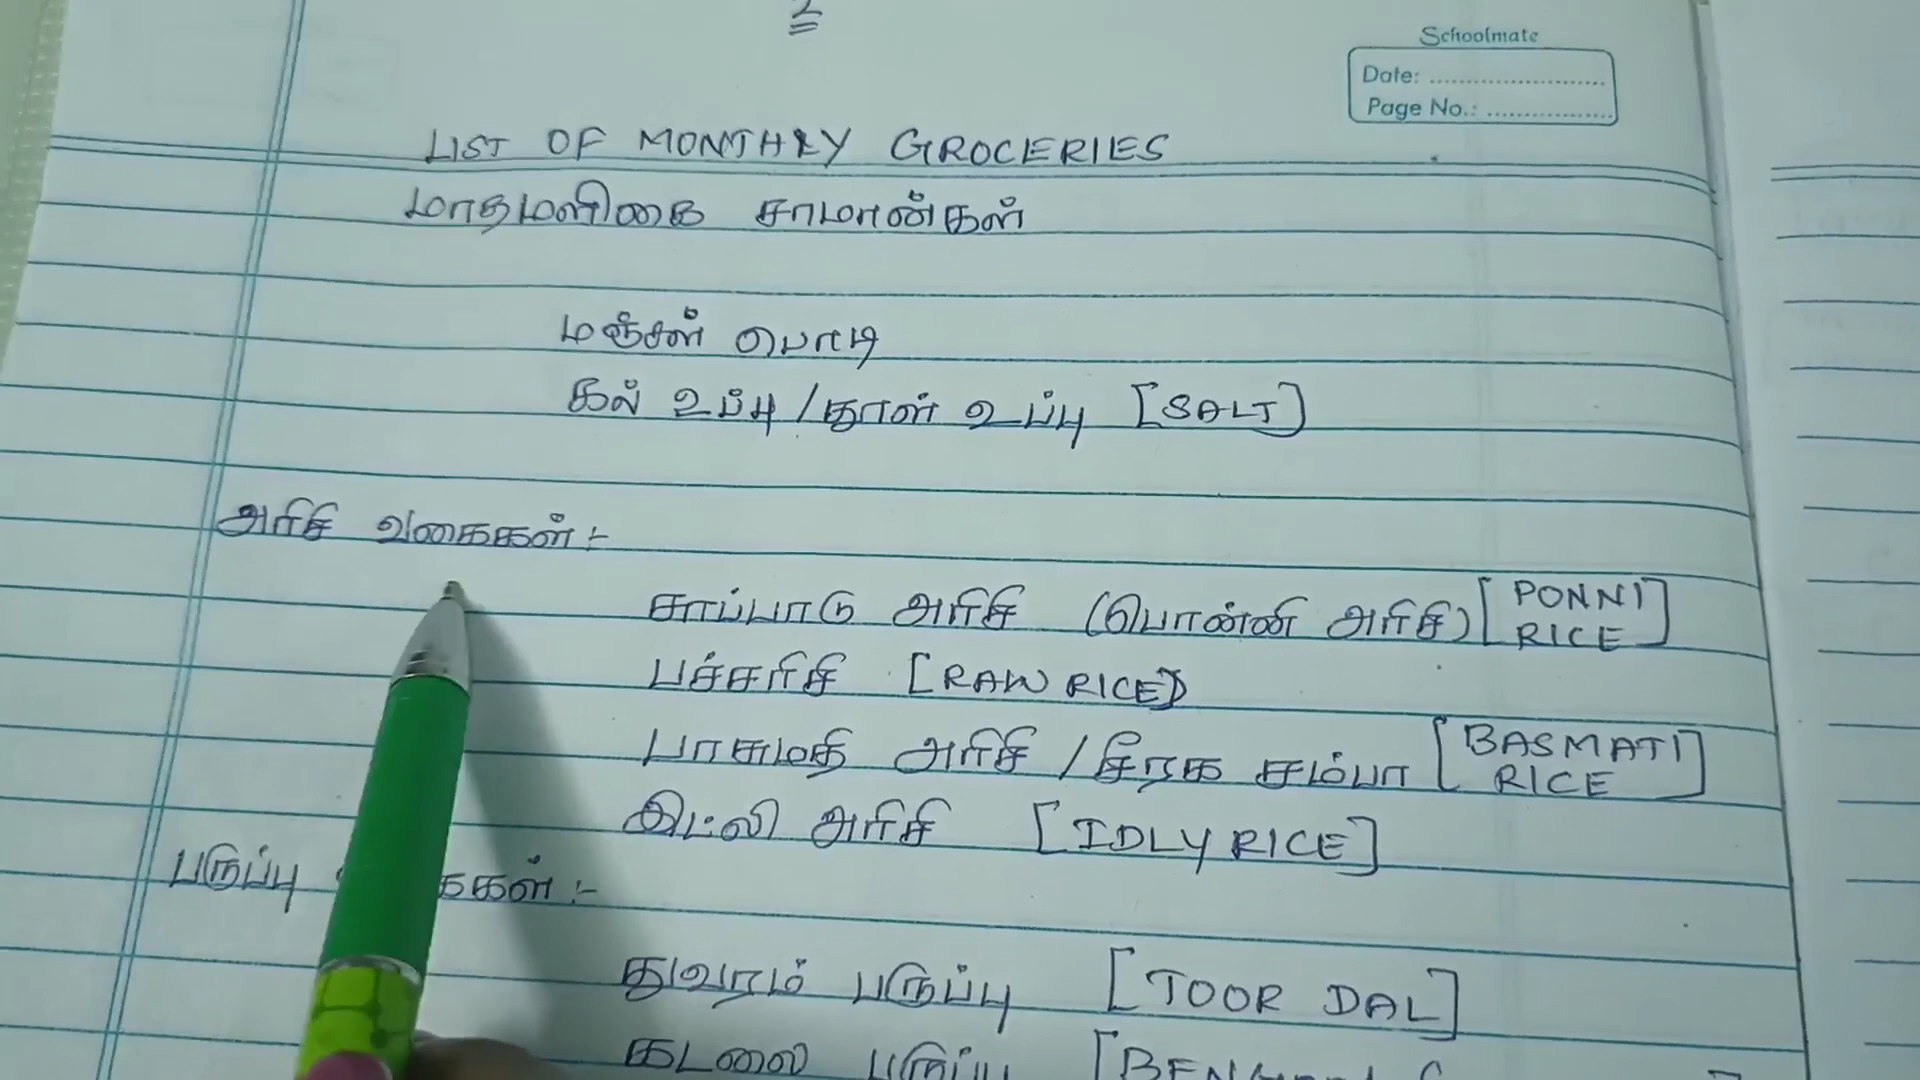 Schoolmate
Date:
Page No.:
LIST OF MONTHLY GROCERIES
மாதமளிகை சாமான்கள்
மஞ்சள் பொடி
கல் உப்பு / தூள் உப்பு [SALT]
அரிசி வகைகள் :-
சாப்பாடு அரிசி (பொன்னி அரிசி) [PONNI RICE]
பச்சரிசி [RAW RICE]
பாசுமதி அரிசி / சீரக சம்பா [BASMATI RICE]
இட்லி அரிசி [IDLY RICE]
பருப்பு கைகள் :-
துவரம் பருப்பு [TOOR DAL]
கடலை பருப்பு